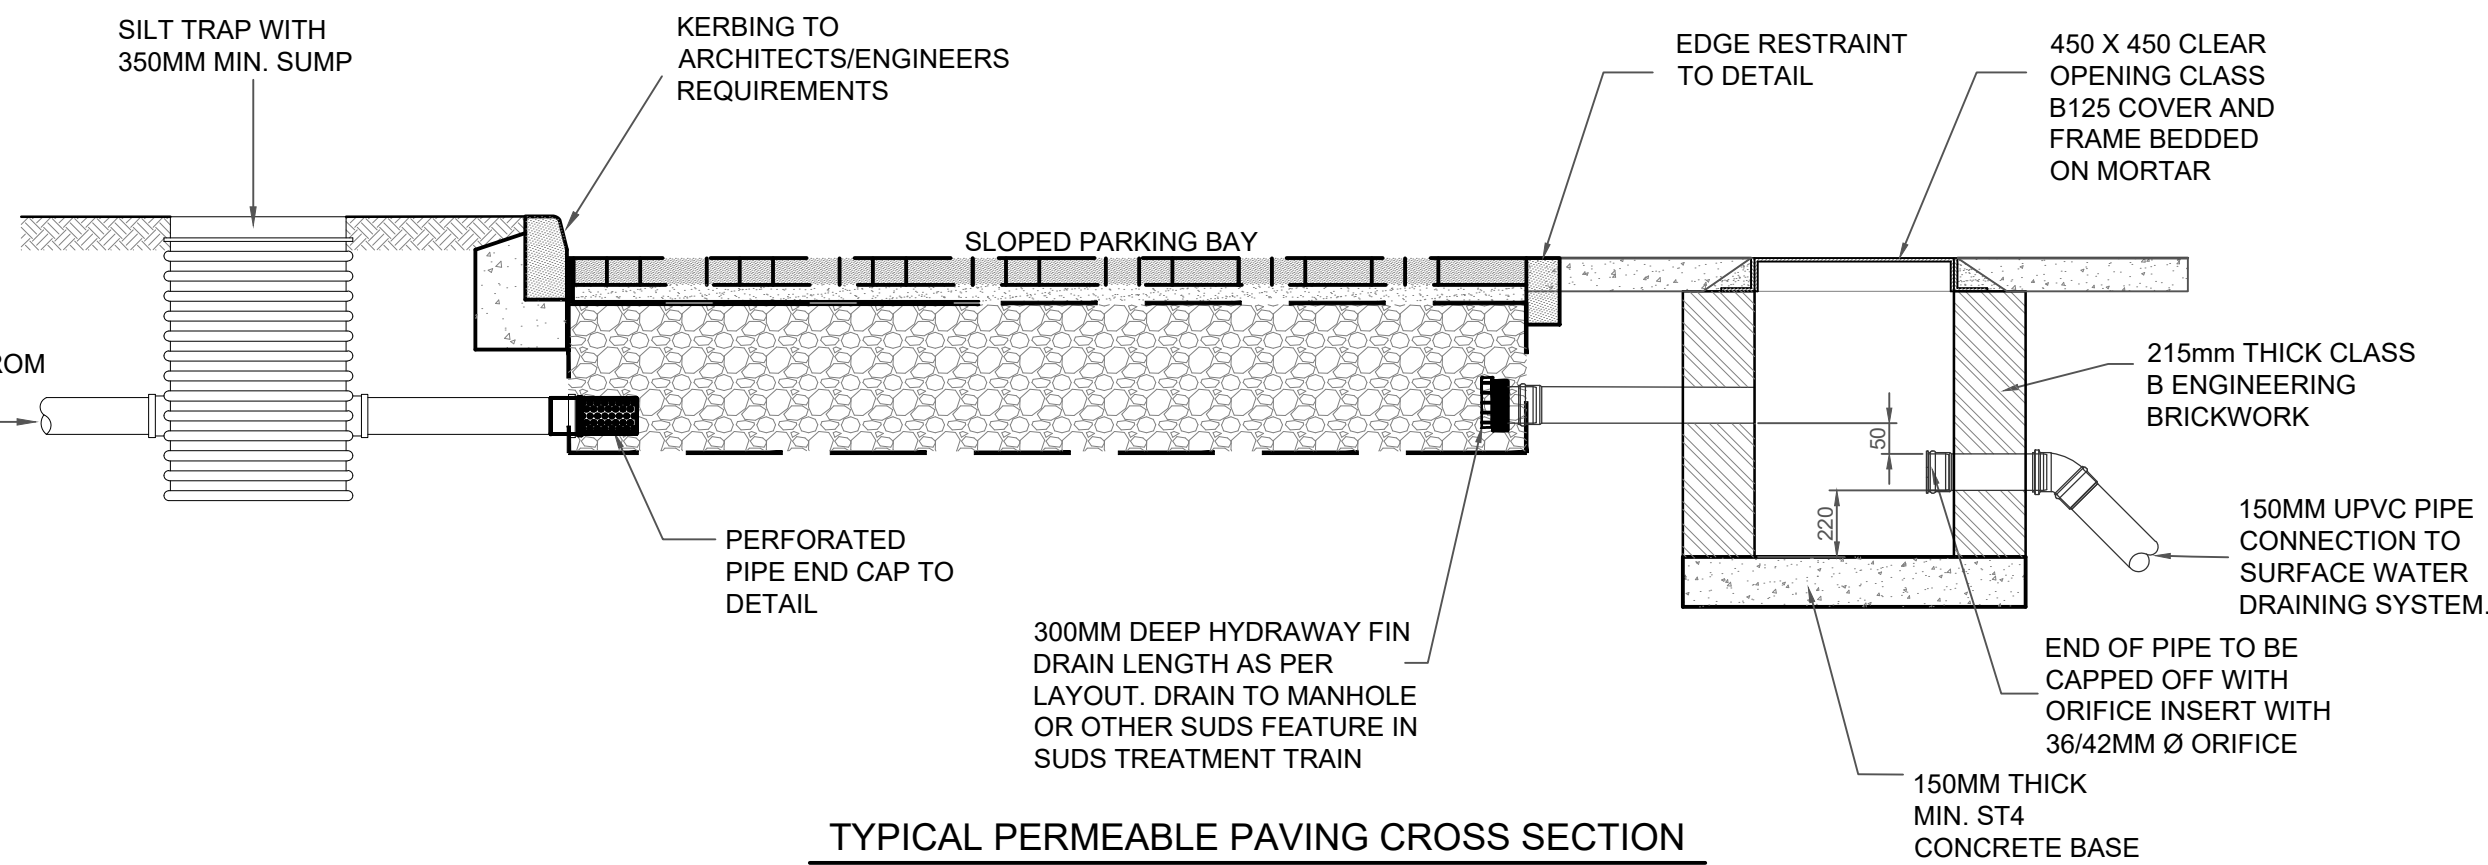 SILT TRAP WITH
350MM MIN. SUMP
KERBING TO
ARCHITECTS/ENGINEERS
REQUIREMENTS
EDGE RESTRAINT
TO DETAIL
450 X 450 CLEAR
OPENING CLASS
B125 COVER AND
FRAME BEDDED
ON MORTAR
SLOPED PARKING BAY
215mm THICK CLASS
B ENGINEERING
BRICKWORK
50
220
150MM UPVC PIPE
CONNECTION TO
SURFACE WATER
DRAINING SYSTEM.
PERFORATED
PIPE END CAP TO
DETAIL
300MM DEEP HYDRAWAY FIN
DRAIN LENGTH AS PER
LAYOUT. DRAIN TO MANHOLE
OR OTHER SUDS FEATURE IN
SUDS TREATMENT TRAIN
END OF PIPE TO BE
CAPPED OFF WITH
ORIFICE INSERT WITH
36/42MM Ø ORIFICE
150MM THICK
MIN. ST4
CONCRETE BASE
TYPICAL PERMEABLE PAVING CROSS SECTION